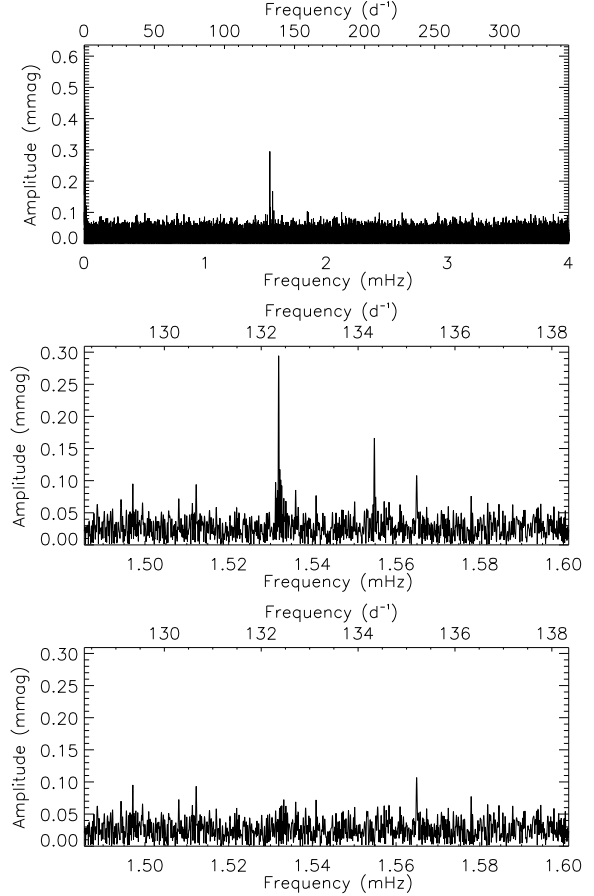 Frequency (d⁻¹)
0 50 100 150 200 250 300
Amplitude (mmag)
0.6
0.5
0.4
0.3
0.2
0.1
0.0
0 1 2 3 4
Frequency (mHz)
Frequency (d⁻¹)
130 132 134 136 138
Amplitude (mmag)
0.30
0.25
0.20
0.15
0.10
0.05
0.00
1.50 1.52 1.54 1.56 1.58 1.60
Frequency (mHz)
Frequency (d⁻¹)
130 132 134 136 138
Amplitude (mmag)
0.30
0.25
0.20
0.15
0.10
0.05
0.00
1.50 1.52 1.54 1.56 1.58 1.60
Frequency (mHz)